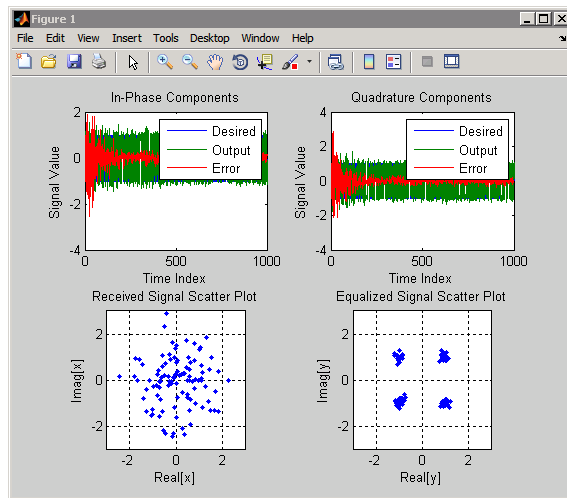 Figure 1
File Edit View Insert Tools Desktop Window Help
In-Phase Components
Quadrature Components
2
0
-2
-4
Signal Value
Desired
Output
Error
0 500 1000
Time Index
4
2
0
-2
-4
Signal Value
Desired
Output
Error
0 500 1000
Time Index
Received Signal Scatter Plot
Equalized Signal Scatter Plot
2
0
-2
Imag[x]
-2 0 2
Real[x]
2
0
-2
Imag[y]
-2 0 2
Real[y]